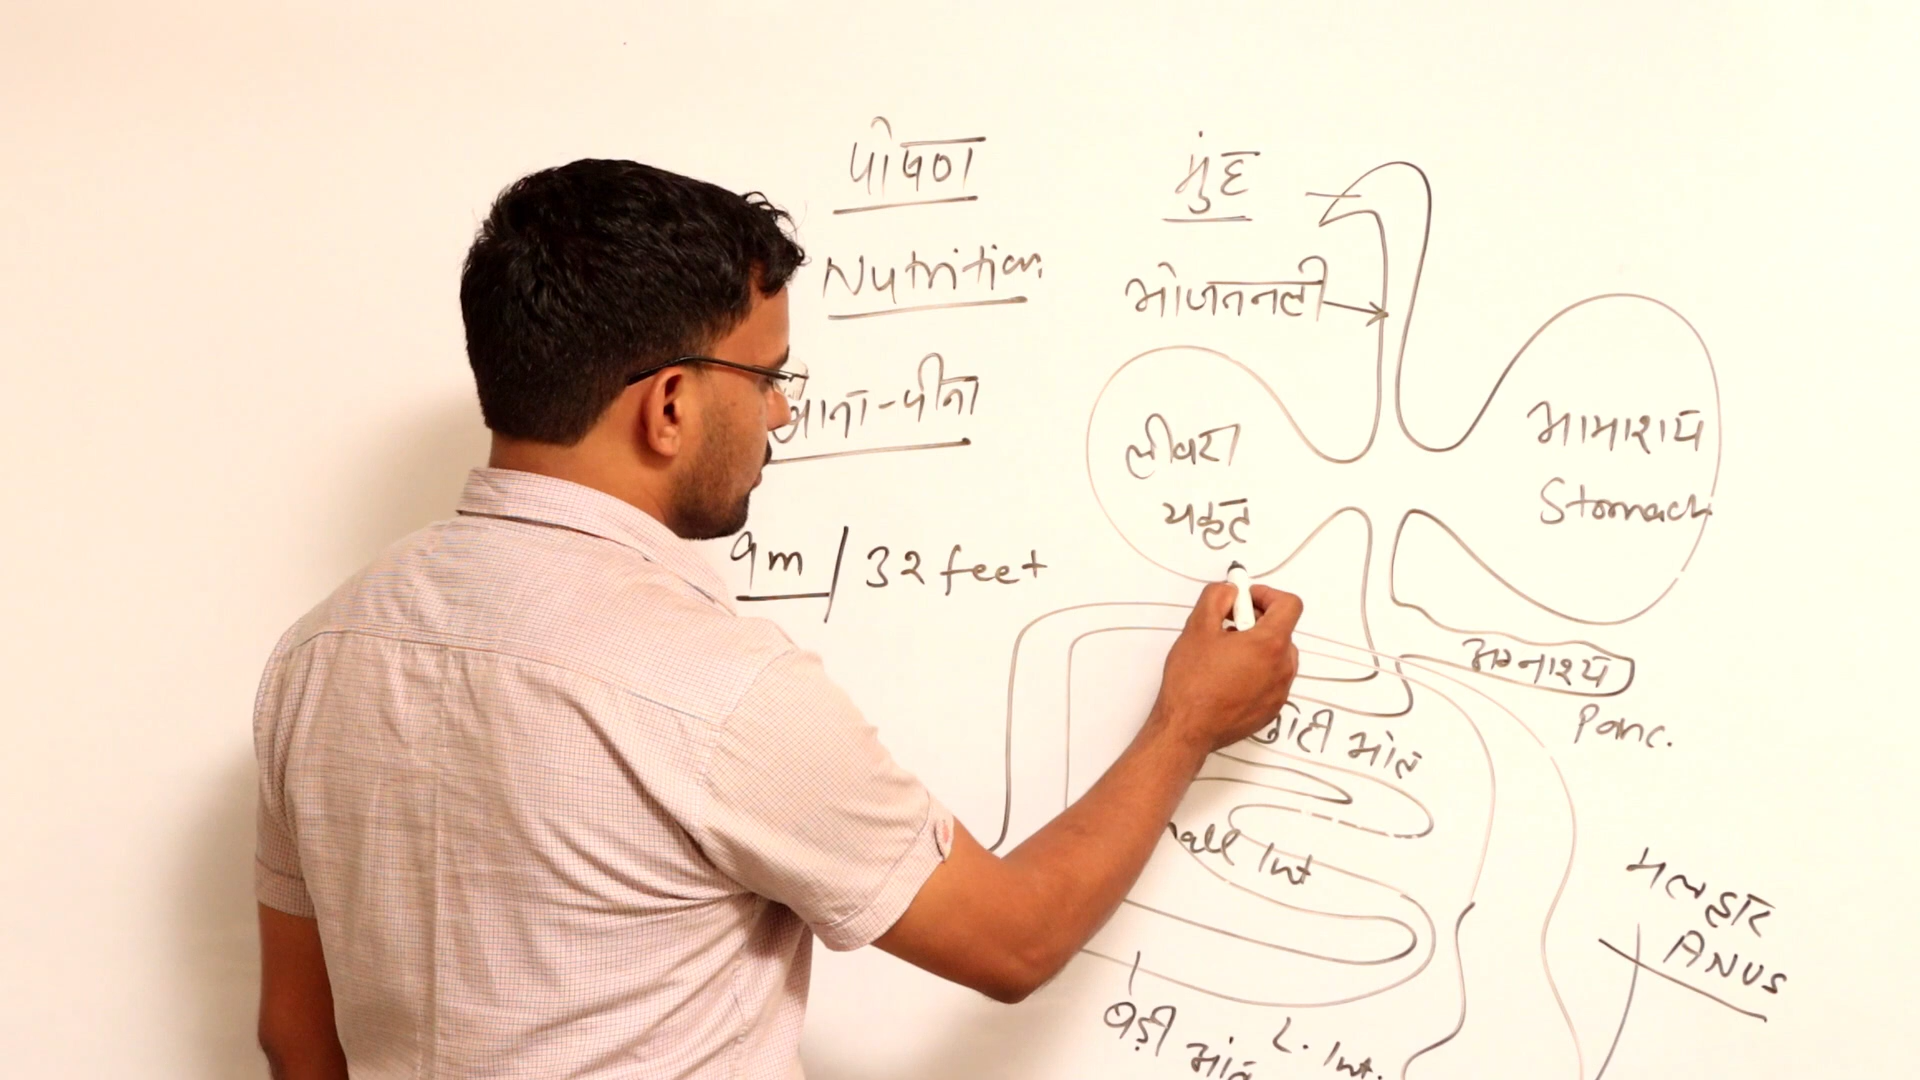 पोषण
Nutrition
खाना-पीना
9m / 32 feet
मुंह
भोजननली
लीवर
यकृत
आमाशय
Stomach
अग्नाशय
Panc.
छोटी आंत
Small Int
बड़ी
आंत
L. Int.
मलद्वार
ANUS